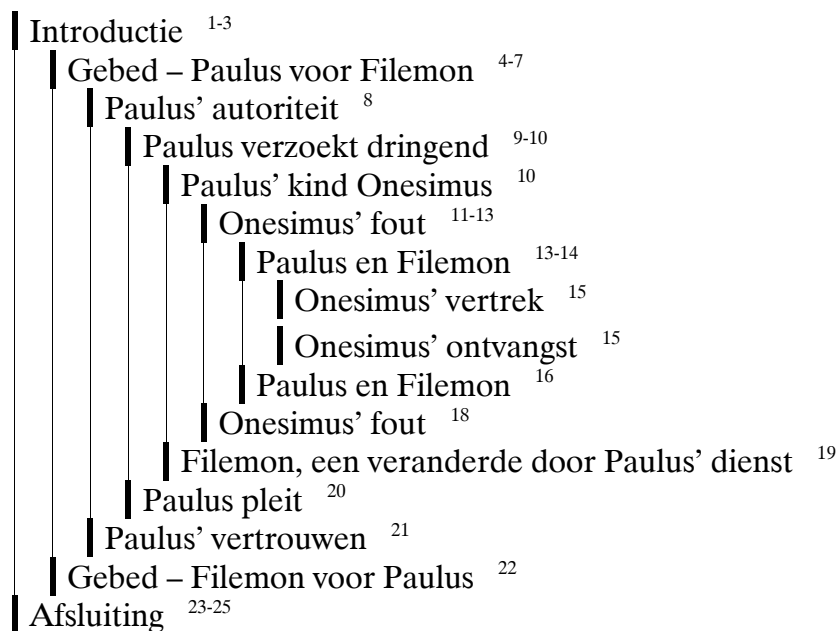 Introductie 1-3
Gebed – Paulus voor Filemon 4-7
Paulus’ autoriteit 8
Paulus verzoekt dringend 9-10
Paulus’ kind Onesimus 10
Onesimus’ fout 11-13
Paulus en Filemon 13-14
Onesimus’ vertrek 15
Onesimus’ ontvangst 15
Paulus en Filemon 16
Onesimus’ fout 18
Filemon, een veranderde door Paulus’ dienst 19
Paulus pleit 20
Paulus’ vertrouwen 21
Gebed – Filemon voor Paulus 22
Afsluiting 23-25